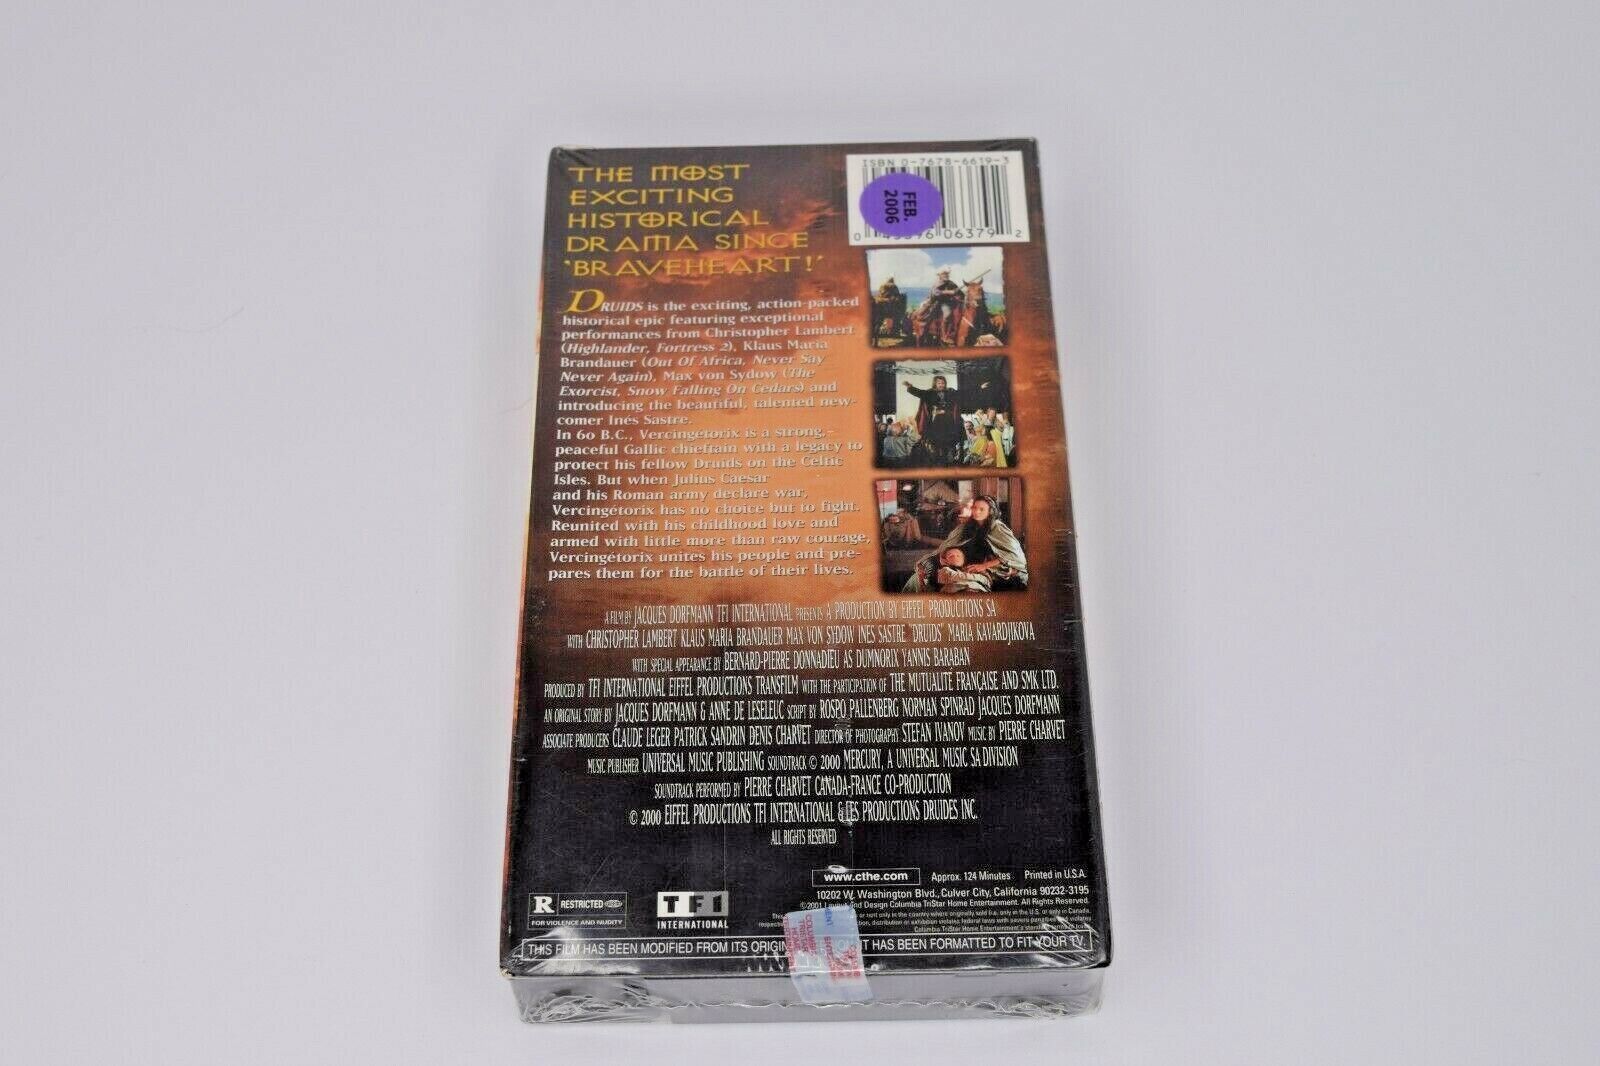 THE MOST
EXCITING
HISTORICAL
DRAMA SINCE
'BRAVEHEART!'
ISBN 0-7678-6619-3
FEB.
2006
06379 2
DRUIDS is the exciting, action-packed
historical epic featuring exceptional
performances from Christopher Lambert
(Highlander, Fortress 2), Klaus Maria
Brandauer (Out Of Africa, Never Say
Never Again), Max von Sydow (The
Exorcist, Snow Falling On Cedars) and
introducing the beautiful, talented new-
comer Inés Sastre.
In 60 B.C., Vercingétorix is a strong,
peaceful Gallic chieftain with a legacy to
protect his fellow Druids on the Celtic
Isles. But when Julius Caesar
and his Roman army declare war,
Vercingétorix has no choice but to fight.
Reunited with his childhood love and
armed with little more than raw courage,
Vercingétorix unites his people and pre-
pares them for the battle of their lives.
A FILM BY JACQUES DORFMANN TF1 INTERNATIONAL PRESENTS A PRODUCTION BY EIFFEL PRODUCTIONS SA
WITH CHRISTOPHER LAMBERT KLAUS MARIA BRANDAUER MAX VON SYDOW INES SASTRE "DRUIDS" MARIA KAVARDJIKOVA
WITH SPECIAL APPEARANCE BY BERNARD-PIERRE DONNADIEU AS DUMNORIX YANNIS BARABAN
PRODUCED BY TF1 INTERNATIONAL EIFFEL PRODUCTIONS TRANSFILM WITH THE PARTICIPATION OF THE MUTUALITÉ FRANÇAISE AND SMK LTD.
AN ORIGINAL STORY BY JACQUES DORFMANN & ANNE DE LESELEUC SCRIPT BY ROSPO PALLENBERG NORMAN SPINRAD JACQUES DORFMANN
ASSOCIATE PRODUCERS CLAUDE LEGER PATRICK SANDRIN DENIS CHARVET DIRECTOR OF PHOTOGRAPHY STEFAN IVANOV MUSIC BY PIERRE CHARVET
MUSIC PUBLISHER UNIVERSAL MUSIC PUBLISHING SOUNDTRACK © 2000 MERCURY, A UNIVERSAL MUSIC SA DIVISION
SOUNDTRACK PERFORMED BY PIERRE CHARVET CANADA-FRANCE CO-PRODUCTION
© 2000 EIFFEL PRODUCTIONS TF1 INTERNATIONAL & LES PRODUCTIONS DRUIDES INC.
ALL RIGHTS RESERVED
www.cthe.com Approx. 124 Minutes Printed in U.S.A.
10202 W. Washington Blvd., Culver City, California 90232-3195
©2001 Layout and Design Columbia TriStar Home Entertainment. All Rights Reserved.
R RESTRICTED
FOR VIOLENCE AND NUDITY
TF1
INTERNATIONAL
THIS FILM HAS BEEN MODIFIED FROM ITS ORIGIN IT HAS BEEN FORMATTED TO FIT YOUR TV.